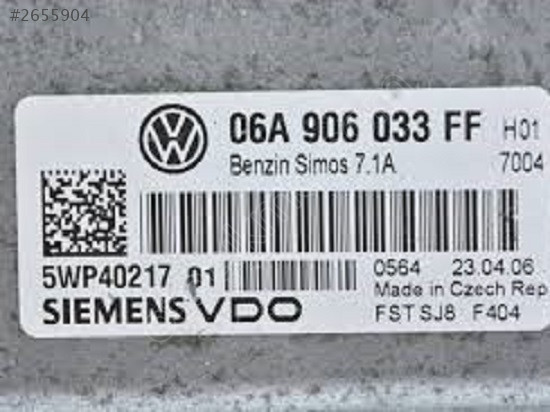 #2655904
06A 906 033 FF H01
Benzin Simos 7.1A 7004
5WP40217 01 0564 23.04.06
Made in Czech Rep
SIEMENS VDO FST SJ8 F404